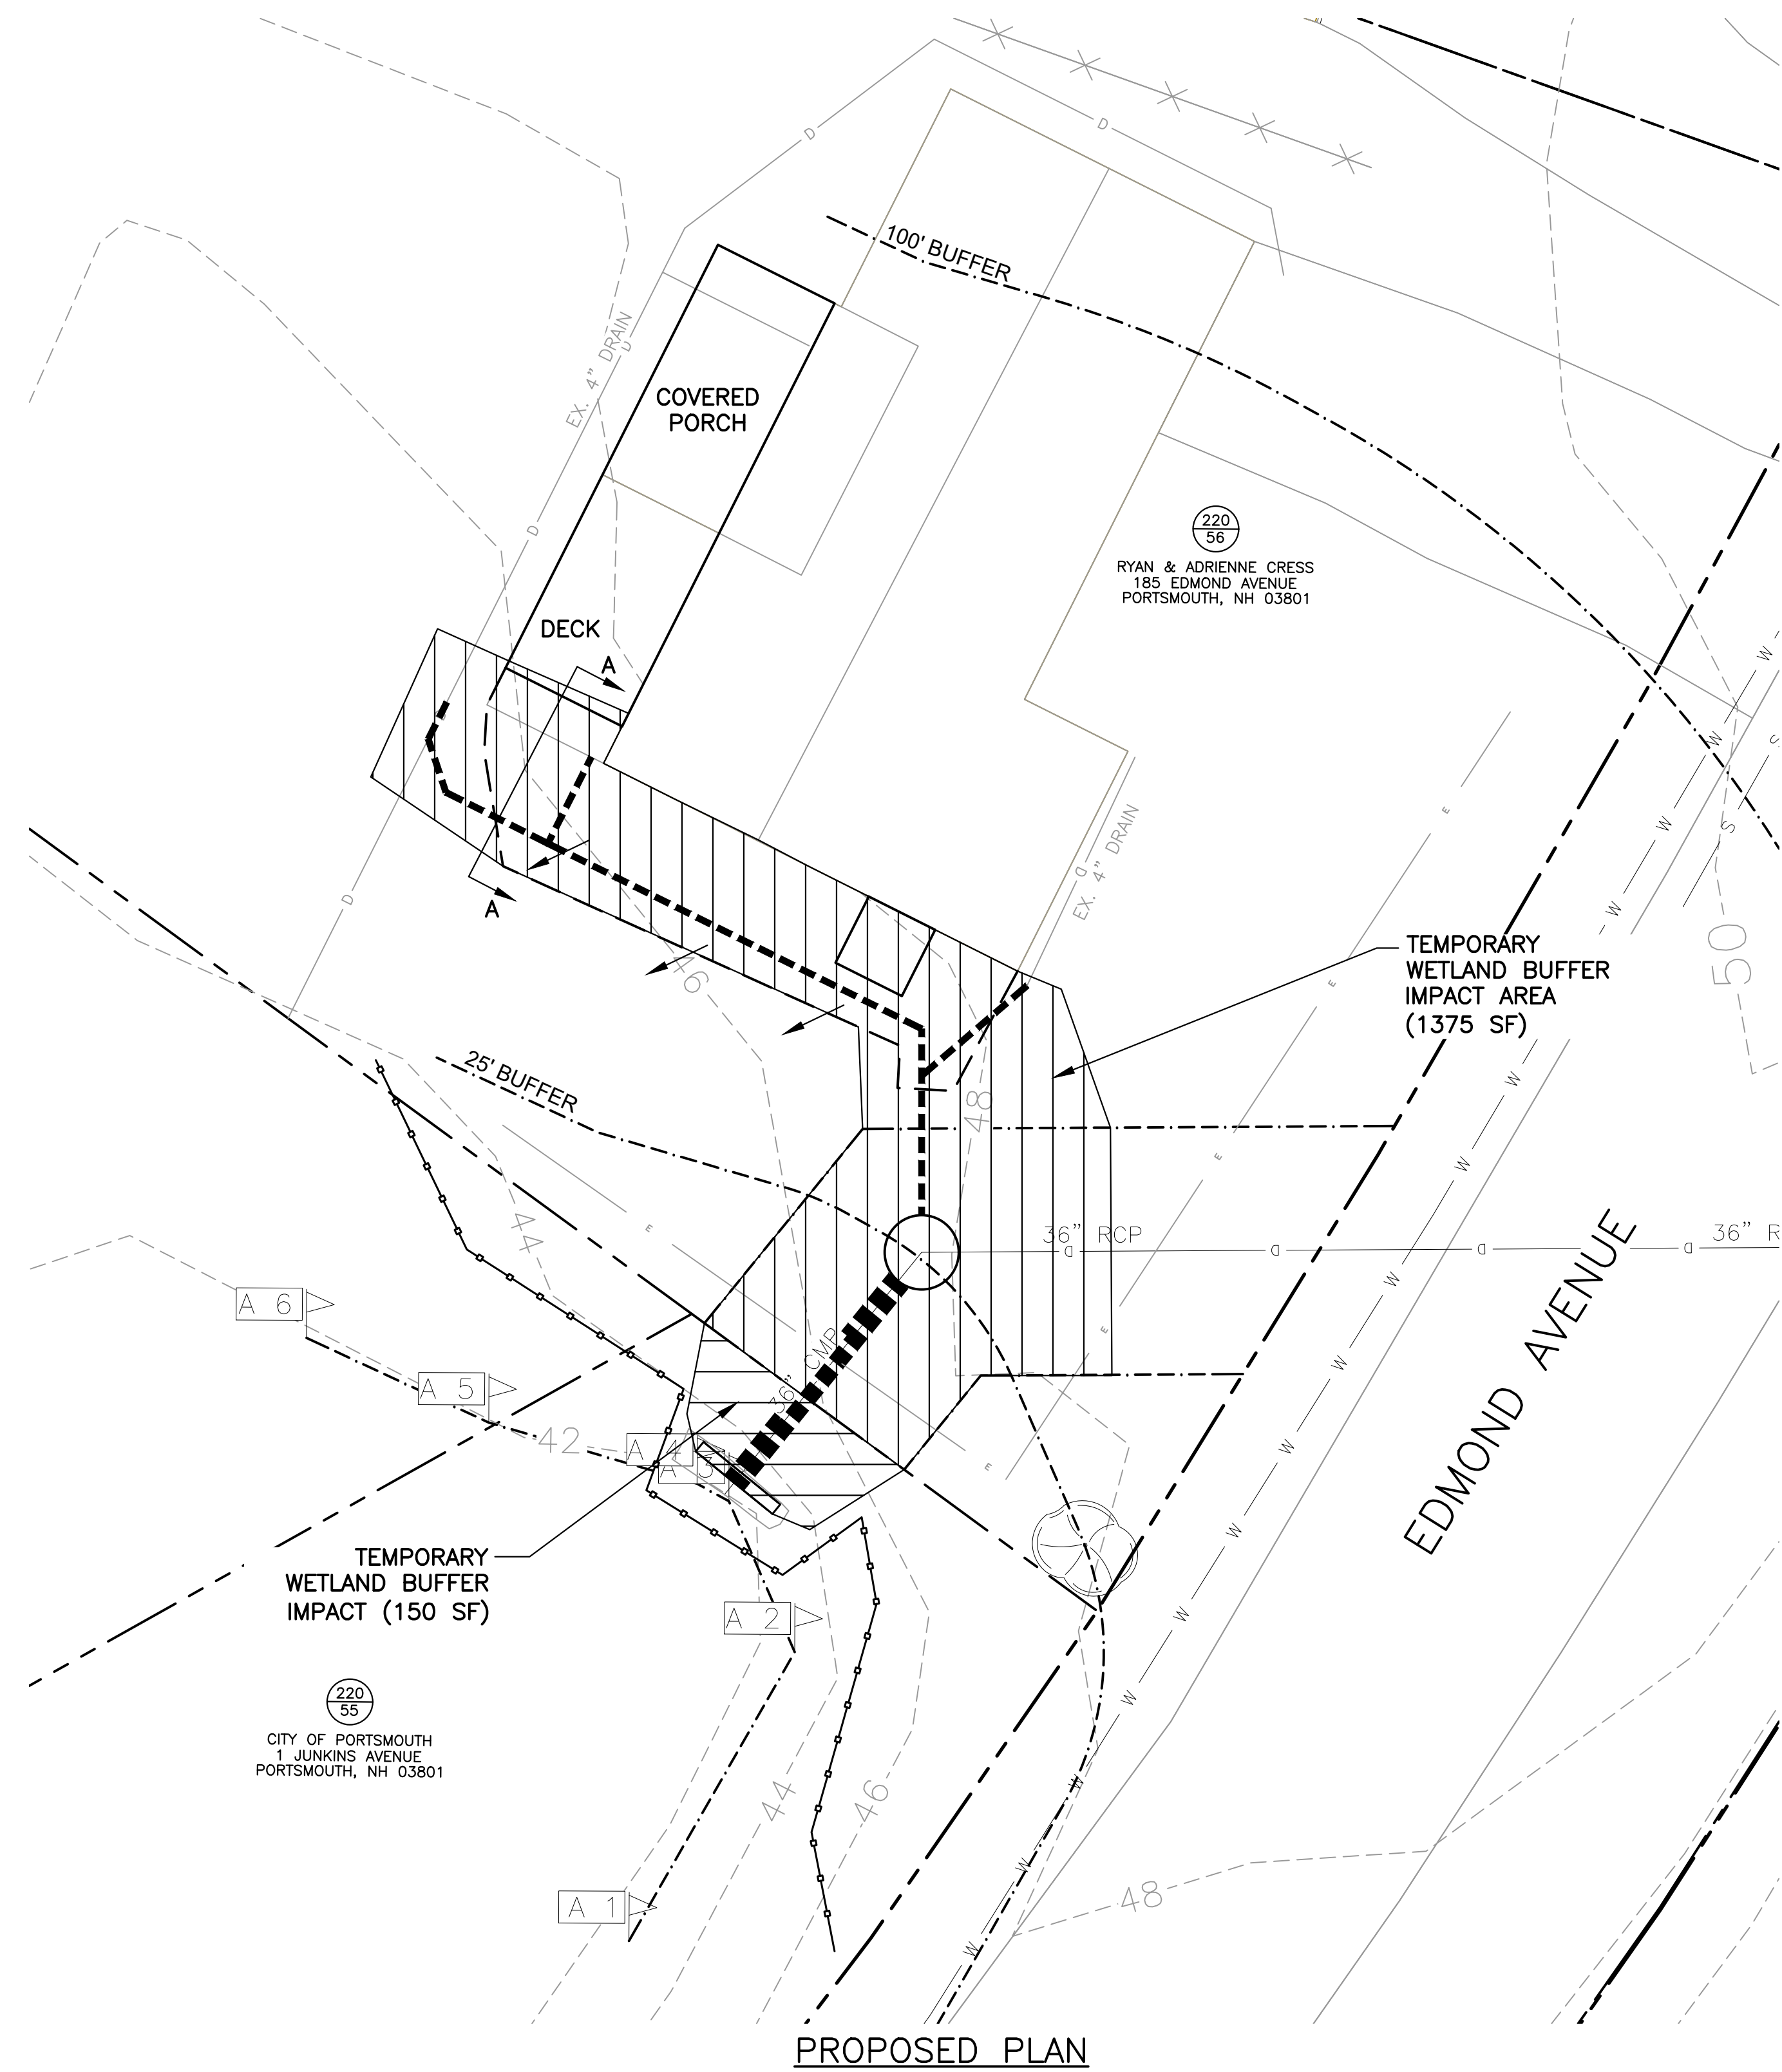 D
D
100' BUFFER
EX. 4" DRAIN
D
COVERED
PORCH
220
56
RYAN & ADRIENNE CRESS
185 EDMOND AVENUE
PORTSMOUTH, NH 03801
D
DECK
A
W
W
W
S
S
E
W
D
EX. 4" DRAIN
D
A
W
46
50
TEMPORARY
WETLAND BUFFER
IMPACT AREA
(1375 SF)
E
25' BUFFER
48
W
E
W
E
44
36" RCP
D
D
D
36" R
EDMOND AVENUE
W
A 6
E
W
36" CMP
A 5
42
A 4
A 3
E
W
W
TEMPORARY
WETLAND BUFFER
IMPACT (150 SF)
A 2
W
220
55
CITY OF PORTSMOUTH
1 JUNKINS AVENUE
PORTSMOUTH, NH 03801
W
44
46
W
W
A 1
48
W
PROPOSED PLAN